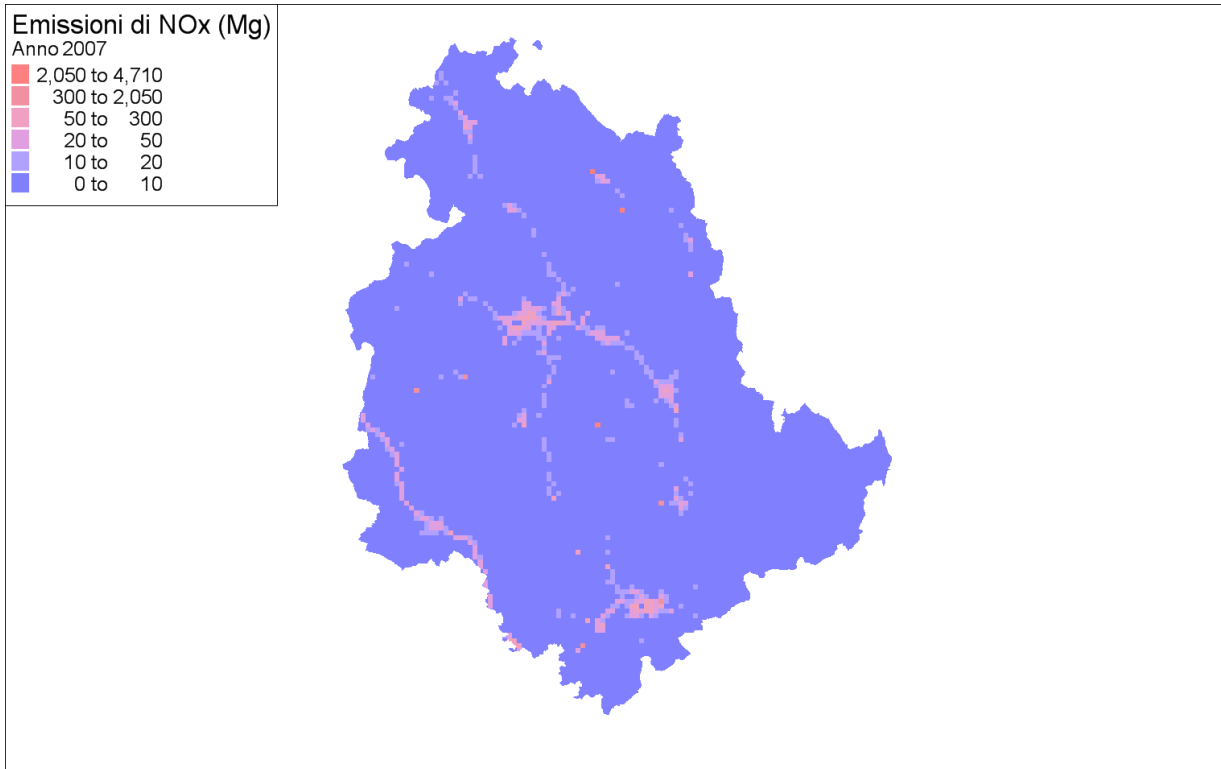 Emissioni di NOx (Mg)
Anno 2007
2,050 to 4,710
300 to 2,050
50 to 300
20 to 50
10 to 20
0 to 10